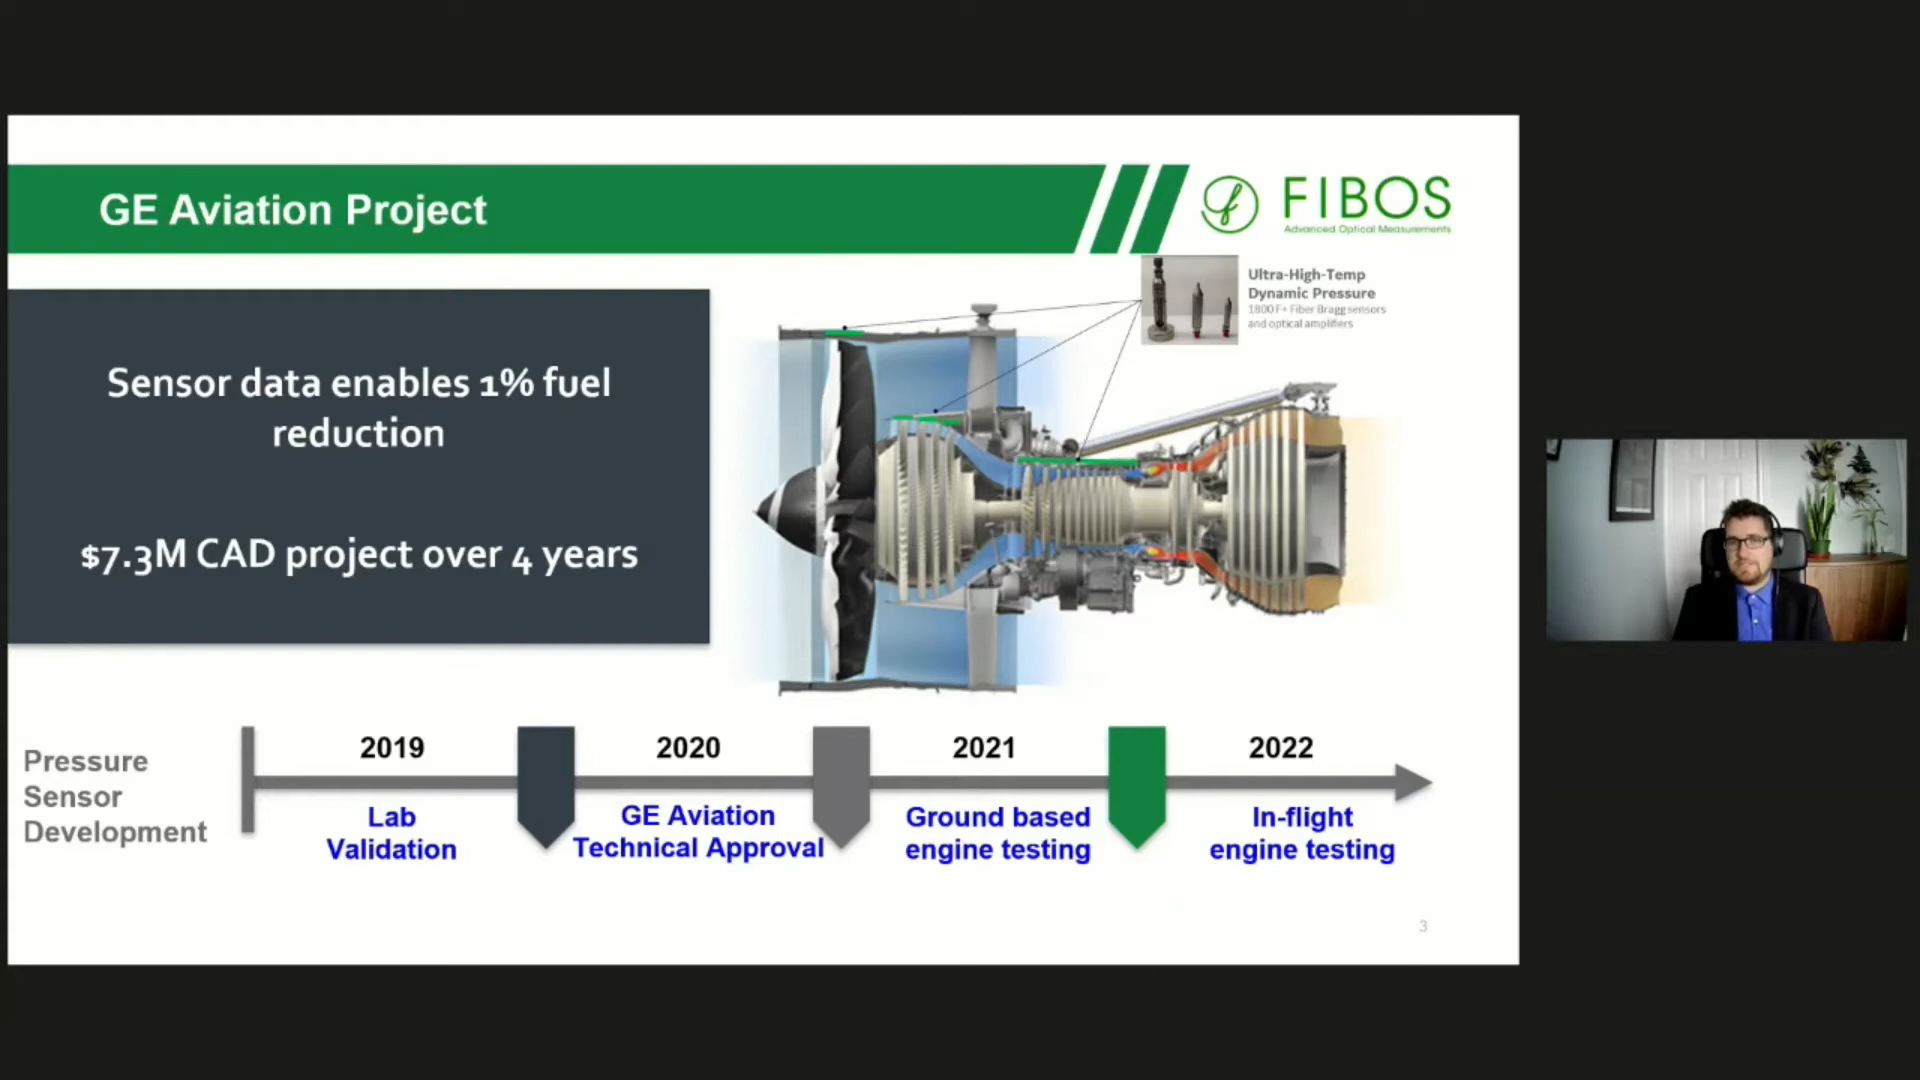 GE Aviation Project
FIBOS
Advanced Optical Measurements
Ultra-High-Temp
Dynamic Pressure
1800 F+ Fiber Bragg sensors
and optical amplifiers
Sensor data enables 1% fuel
reduction
$7.3M CAD project over 4 years
Pressure
Sensor
Development
2019
Lab
Validation
2020
GE Aviation
Technical Approval
2021
Ground based
engine testing
2022
In-flight
engine testing
3